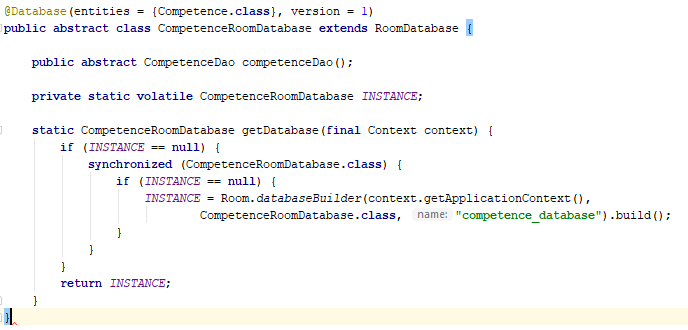 @Database(entities = {Competence.class}, version = 1)
public abstract class CompetenceRoomDatabase extends RoomDatabase {
public abstract CompetenceDao competenceDao();
private static volatile CompetenceRoomDatabase INSTANCE;
static CompetenceRoomDatabase getDatabase(final Context context) {
if (INSTANCE == null) {
synchronized (CompetenceRoomDatabase.class) {
if (INSTANCE == null) {
INSTANCE = Room.databaseBuilder(context.getApplicationContext(),
CompetenceRoomDatabase.class, name: "competence_database").build();
}
}
}
return INSTANCE;
}
}